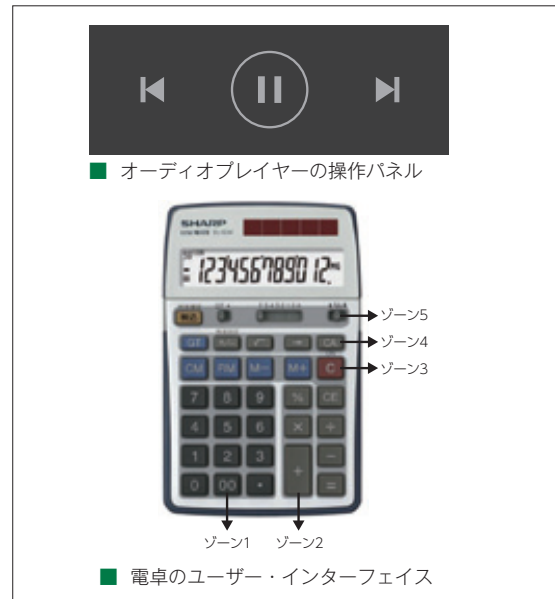 オーディオプレイヤーの操作パネル
SHARP
123456789012
ゾーン5
GT √ → CA
ゾーン4
CM RM M− M+ C
ゾーン3
7 8 9 % CE
4 5 6 × ÷
1 2 3 + −
0 00 • =
ゾーン1 ゾーン2
電卓のユーザー・インターフェイス